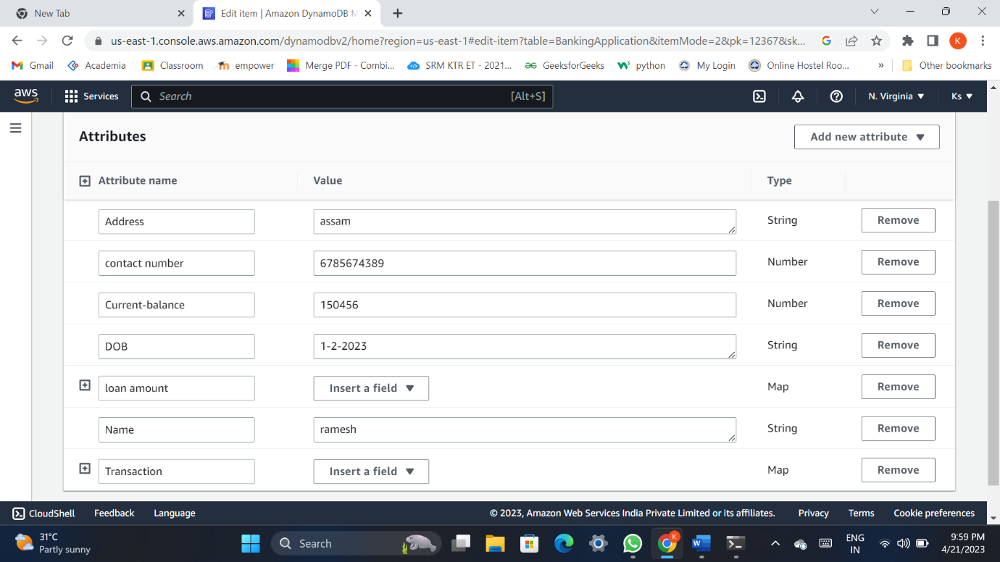 New Tab
Edit item | Amazon DynamoDB M
us-east-1.console.aws.amazon.com/dynamodbv2/home?region=us-east-1#edit-item?table=BankingApplication&itemMode=2&pk=12367&sk...
K
Gmail Academia Classroom empower Merge PDF - Combi... SRM KTR ET - 2021... GeeksforGeeks python My Login Online Hostel Roo... » Other bookmarks
aws Services Search [Alt+S] N. Virginia Ks
Attributes Add new attribute
Attribute name Value Type
Address assam String Remove
contact number 6785674389 Number Remove
Current-balance 150456 Number Remove
DOB 1-2-2023 String Remove
loan amount Insert a field Map Remove
Name ramesh String Remove
Transaction Insert a field Map Remove
CloudShell Feedback Language © 2023, Amazon Web Services India Private Limited or its affiliates. Privacy Terms Cookie preferences
31°C
Partly sunny
Search
K
W
ENG
IN
9:59 PM
4/21/2023